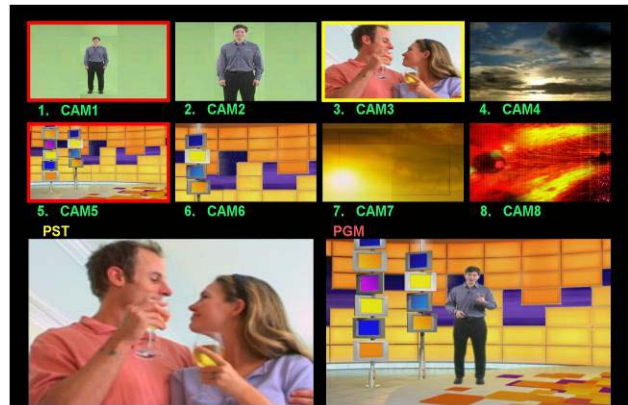 1. CAM1
2. CAM2
3. CAM3
4. CAM4
5. CAM5
6. CAM6
7. CAM7
8. CAM8
PST
PGM